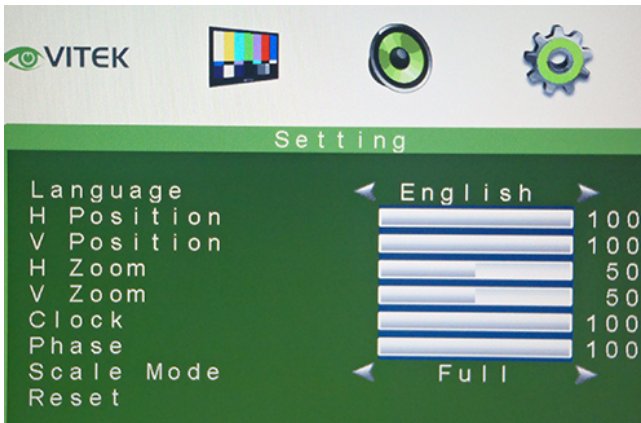 VITEK
Setting
Language English
H Position 100
V Position 100
H Zoom 50
V Zoom 50
Clock 100
Phase 100
Scale Mode Full
Reset